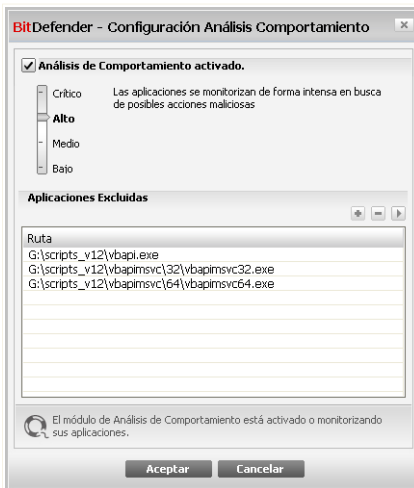 BitDefender - Configuración Análisis Comportamiento
Análisis de Comportamiento activado.
Crítico
Las aplicaciones se monitorizan de forma intensa en busca
de posibles acciones maliciosas
Alto
Medio
Bajo
Aplicaciones Excluidas
Ruta
G:\scripts_v12\vbapi.exe
G:\scripts_v12\vbapimsvc\32\vbapimsvc32.exe
G:\scripts_v12\vbapimsvc\64\vbapimsvc64.exe
El módulo de Análisis de Comportamiento está activado o monitorizando
sus aplicaciones.
Aceptar Cancelar